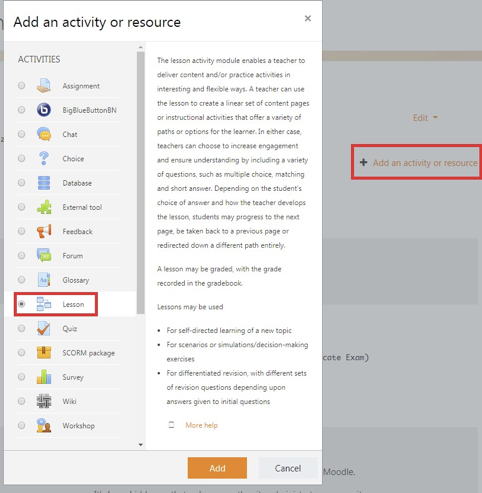 Add an activity or resource
×
ACTIVITIES
Assignment
BigBlueButtonBN
Chat
Choice
Database
External tool
Feedback
Forum
Glossary
Lesson
Quiz
SCORM package
Survey
Wiki
Workshop
The lesson activity module enables a teacher to
deliver content and/or practice activities in
interesting and flexible ways. A teacher can use
the lesson to create a linear set of content pages
or instructional activities that offer a variety of
paths or options for the learner. In either case,
teachers can choose to increase engagement
and ensure understanding by including a variety
of questions, such as multiple choice, matching
and short answer. Depending on the student's
choice of answer and how the teacher develops
the lesson, students may progress to the next
page, be taken back to a previous page or
redirected down a different path entirely.
A lesson may be graded, with the grade
recorded in the gradebook.
Lessons may be used
• For self-directed learning of a new topic
• For scenarios or simulations/decision-making
exercises
• For differentiated revision, with different sets
of revision questions depending upon
answers given to initial questions
More help
Add
Cancel
Edit
Add an activity or resource
cate Exam)
Moodle.